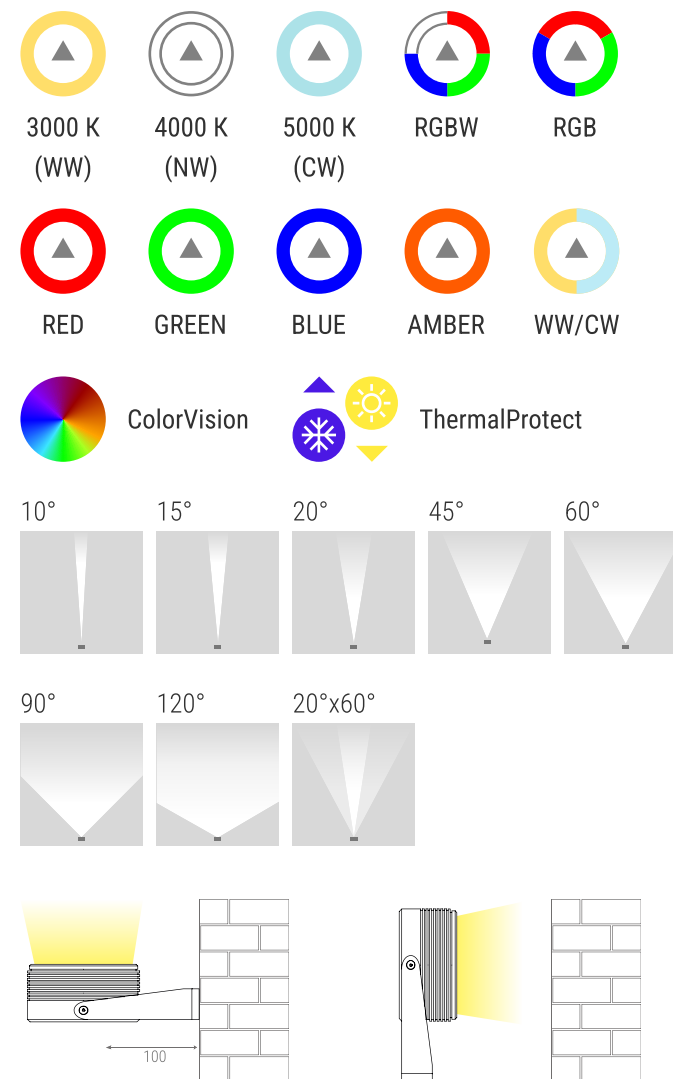 3000 K
(WW)
4000 K
(NW)
5000 K
(CW)
RGBW
RGB
RED
GREEN
BLUE
AMBER
WW/CW
ColorVision
ThermalProtect
10°
15°
20°
45°
60°
90°
120°
20°x60°
100